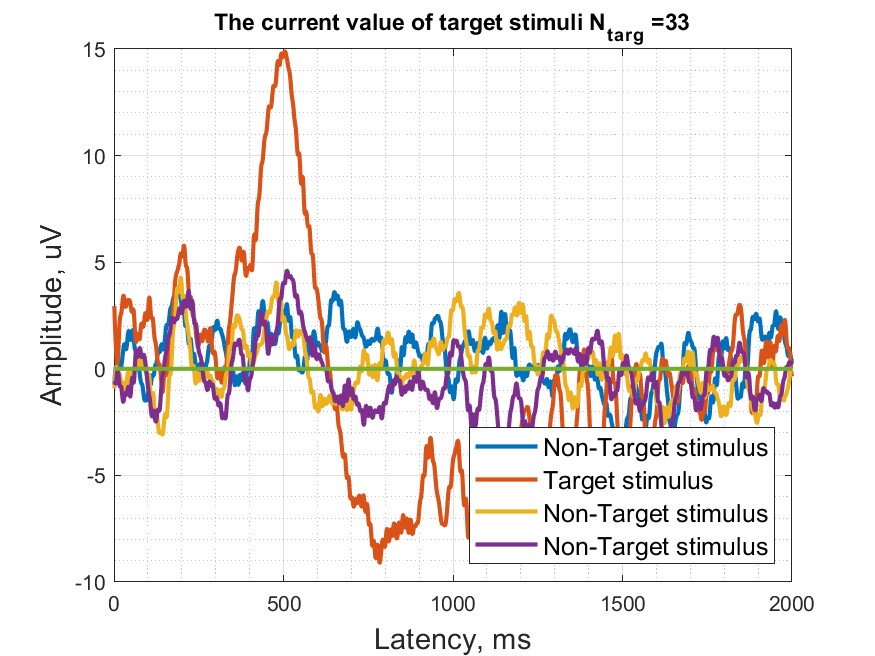 The current value of target stimuli N_targ =33
Amplitude, uV
15
10
5
0
-5
-10
0
500
1000
1500
2000
Latency, ms
Non-Target stimulus
Target stimulus
Non-Target stimulus
Non-Target stimulus